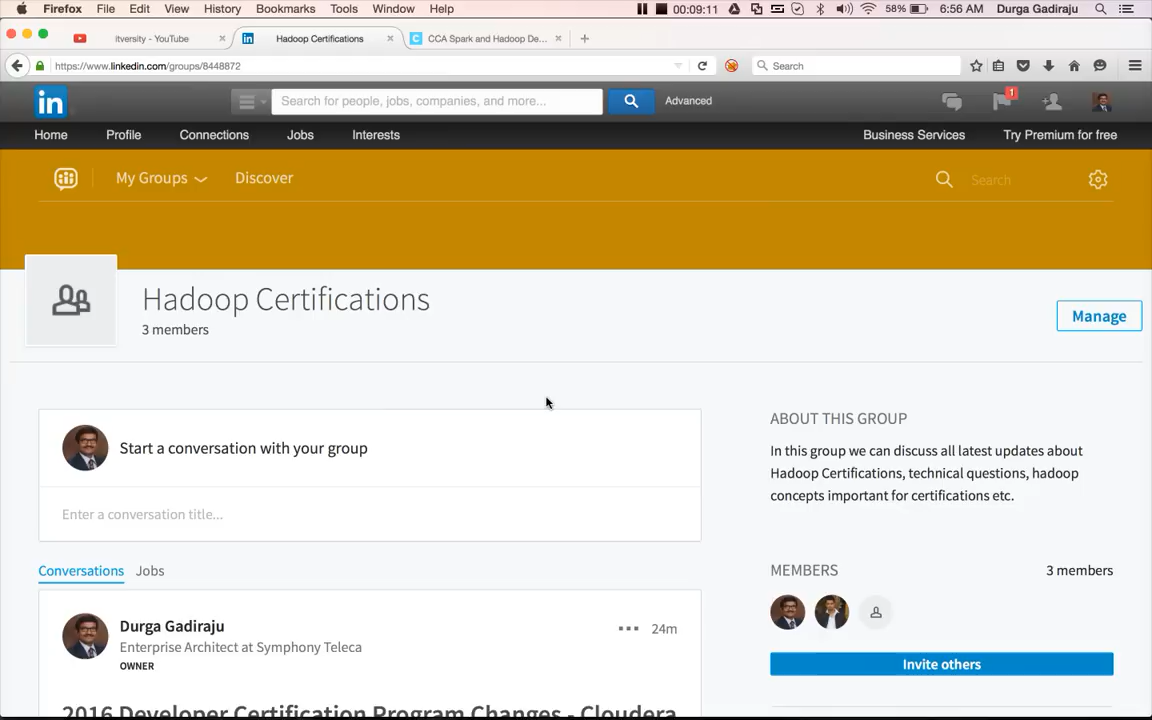 Firefox File Edit View History Bookmarks Tools Window Help 00:09:11 58% 6:56 AM Durga Gadiraju
itversity - YouTube × in Hadoop Certifications × C CCA Spark and Hadoop De... × +
https://www.linkedin.com/groups/8448872 Search
in Search for people, jobs, companies, and more... Advanced 1
Home Profile Connections Jobs Interests Business Services Try Premium for free
My Groups Discover Search
Hadoop Certifications
3 members
Manage
Start a conversation with your group
Enter a conversation title...
Conversations Jobs
Durga Gadiraju
24m
Enterprise Architect at Symphony Teleca
OWNER
2016 Developer Certification Program Changes - Cloudera
ABOUT THIS GROUP
In this group we can discuss all latest updates about
Hadoop Certifications, technical questions, hadoop
concepts important for certifications etc.
MEMBERS 3 members
Invite others